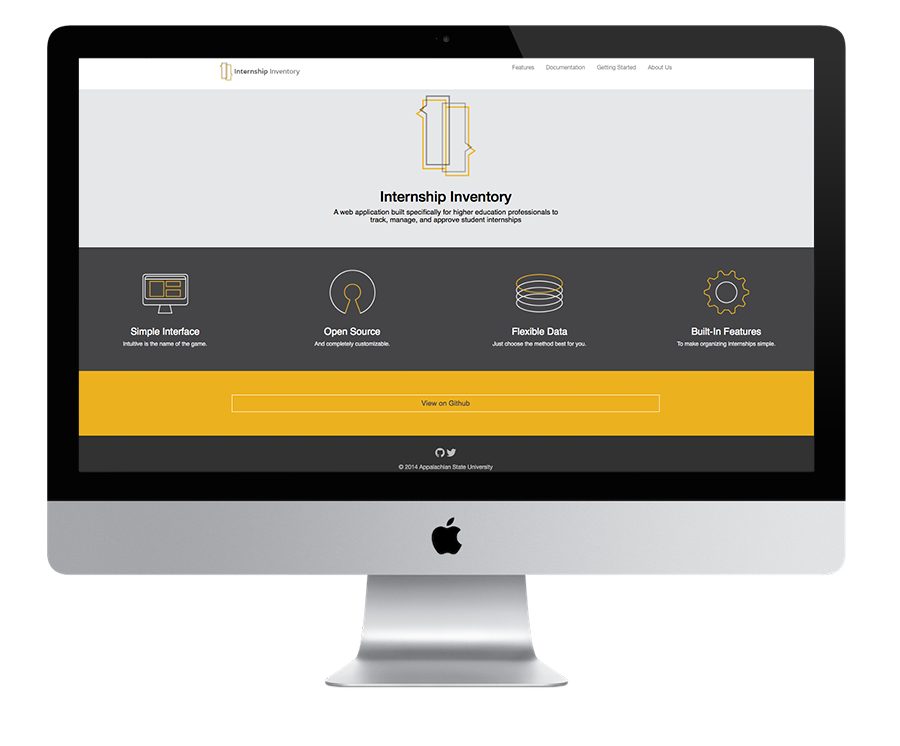 Internship Inventory
Features Documentation Getting Started About Us
Internship Inventory
A web application built specifically for higher education professionals to
track, manage, and approve student internships
Simple Interface
Intuitive is the name of the game.
Open Source
And completely customizable.
Flexible Data
Just choose the method best for you.
Built-In Features
To make organizing internships simple.
View on Github
© 2014 Appalachian State University